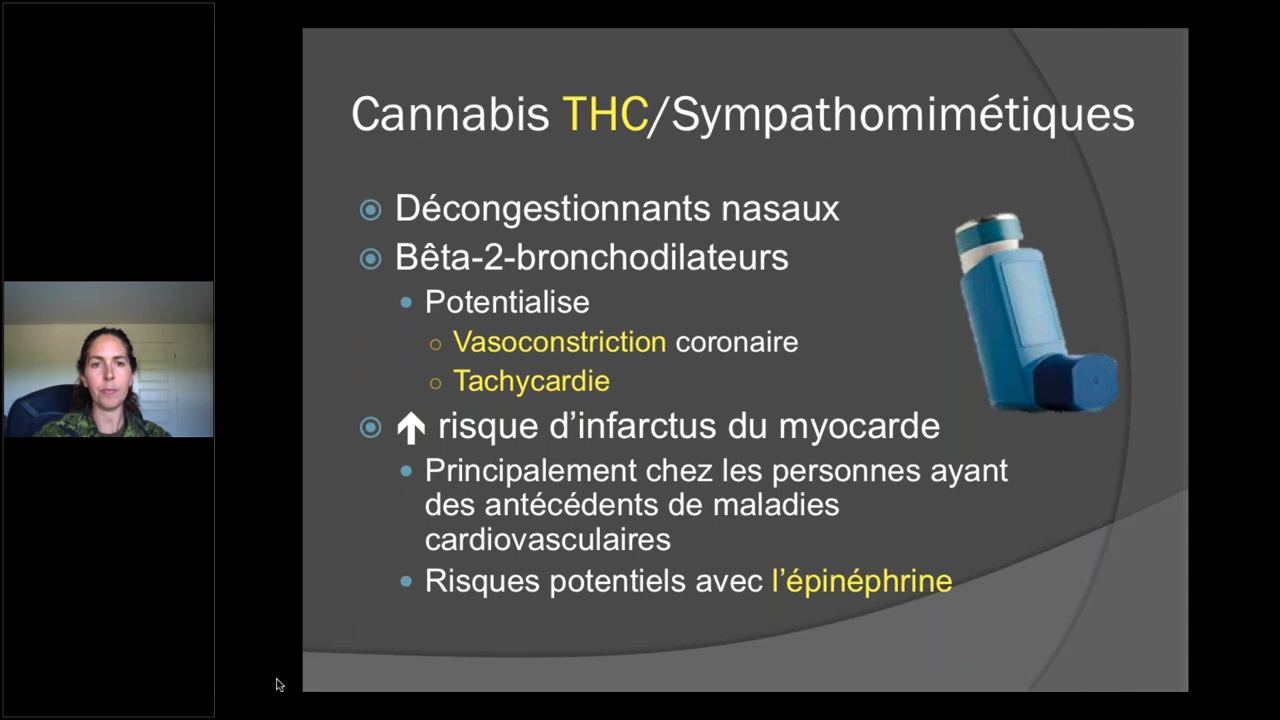 Cannabis THC/Sympathomimétiques
Décongestionnants nasaux
Bêta-2-bronchodilateurs
Potentialise
Vasoconstriction coronaire
Tachycardie
↑ risque d’infarctus du myocarde
Principalement chez les personnes ayant
des antécédents de maladies
cardiovasculaires
Risques potentiels avec l’épinéphrine